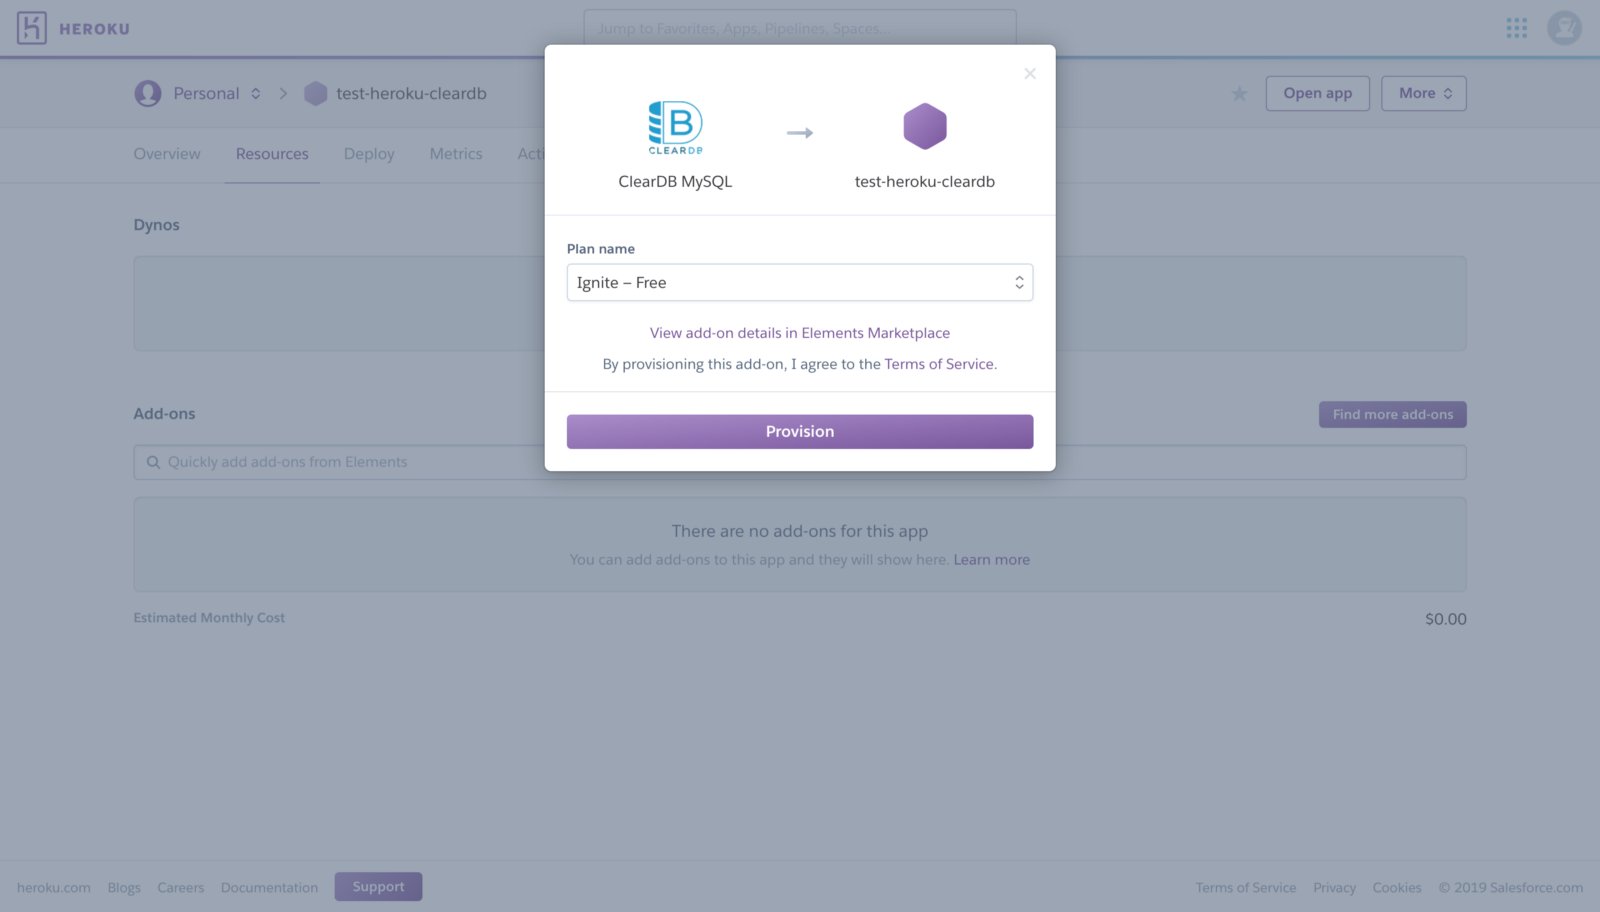 HEROKU
Jump to Favorites, Apps, Pipelines, Spaces...
Personal
test-heroku-cleardb
Open app
More
Overview
Resources
Deploy
Metrics
Acti
B
CLEARDB
ClearDB MySQL
test-heroku-cleardb
Plan name
Ignite – Free
View add-on details in Elements Marketplace
By provisioning this add-on, I agree to the Terms of Service.
Provision
Dynos
Add-ons
Find more add-ons
Quickly add add-ons from Elements
There are no add-ons for this app
You can add add-ons to this app and they will show here. Learn more
Estimated Monthly Cost
$0.00
heroku.com
Blogs
Careers
Documentation
Support
Terms of Service
Privacy
Cookies
© 2019 Salesforce.com